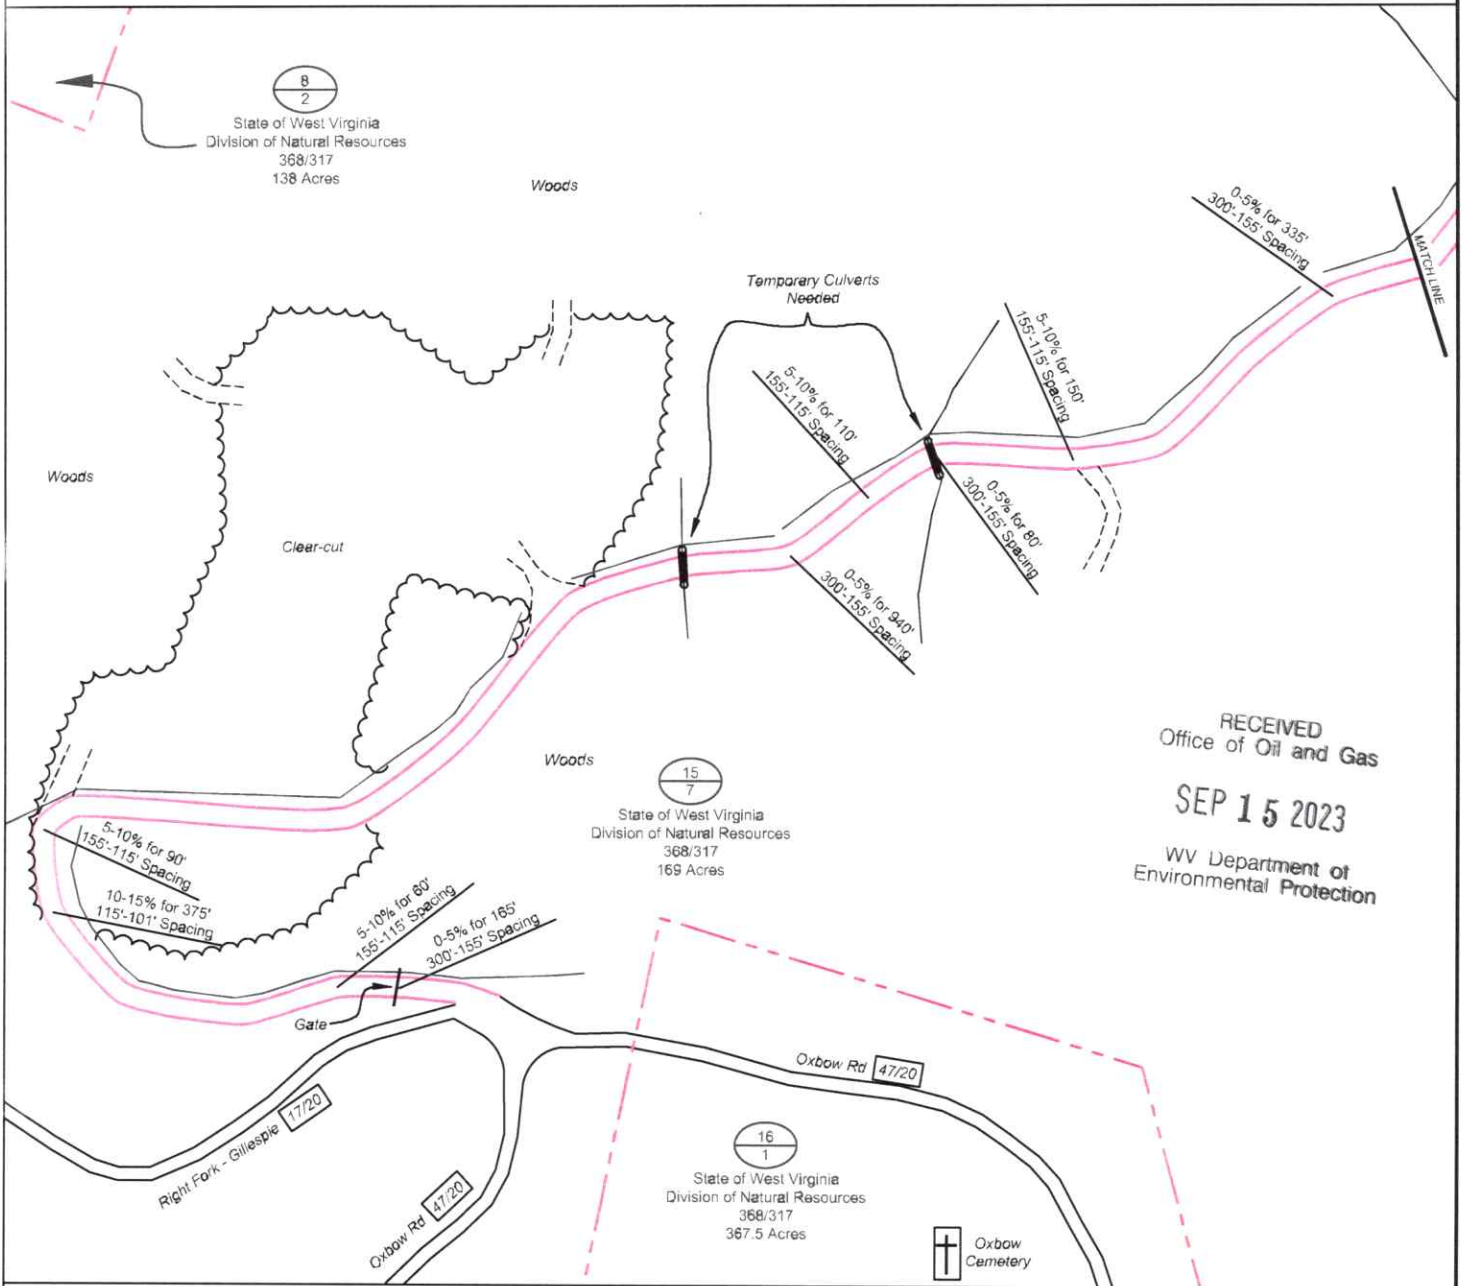 8
2
State of West Virginia
Division of Natural Resources
368/317
138 Acres
Woods
0-5% for 335'
300'-155' Spacing
MATCH LINE
Temporary Culverts
Needed
5-10% for 150'
155'-115' Spacing
5-10% for 110'
155'-115' Spacing
Woods
0-5% for 80'
300'-155' Spacing
Clear-cut
0-5% for 940'
300'-155' Spacing
RECEIVED
Office of Oil and Gas
SEP 15 2023
WV Department of
Environmental Protection
Woods
15
7
State of West Virginia
Division of Natural Resources
368/317
169 Acres
5-10% for 90'
155'-115' Spacing
10-15% for 375'
115'-101' Spacing
5-10% for 60'
155'-115' Spacing
0-5% for 165'
300'-155' Spacing
Gate
Oxbow Rd 47/20
Right Fork - Gillespie 17/20
16
1
State of West Virginia
Division of Natural Resources
368/317
367.5 Acres
Oxbow Rd 47/20
Oxbow
Cemetery